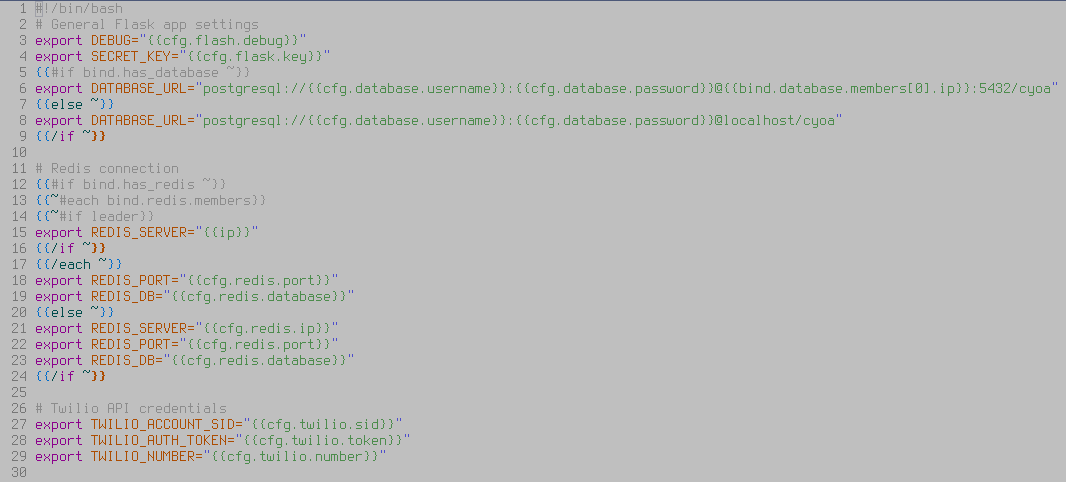 1 #!/bin/bash
2 # General Flask app settings
3 export DEBUG="{{cfg.flash.debug}}"
4 export SECRET_KEY="{{cfg.flask.key}}"
5 {{#if bind.has_database ~}}
6 export DATABASE_URL="postgresql://{{cfg.database.username}}:{{cfg.database.password}}@{{bind.database.members[0].ip}}:5432/cyoa"
7 {{else ~}}
8 export DATABASE_URL="postgresql://{{cfg.database.username}}:{{cfg.database.password}}@localhost/cyoa"
9 {{/if ~}}
10
11 # Redis connection
12 {{#if bind.has_redis ~}}
13 {{~#each bind.redis.members}}
14 {{~#if leader}}
15 export REDIS_SERVER="{{ip}}"
16 {{/if ~}}
17 {{/each ~}}
18 export REDIS_PORT="{{cfg.redis.port}}"
19 export REDIS_DB="{{cfg.redis.database}}"
20 {{else ~}}
21 export REDIS_SERVER="{{cfg.redis.ip}}"
22 export REDIS_PORT="{{cfg.redis.port}}"
23 export REDIS_DB="{{cfg.redis.database}}"
24 {{/if ~}}
25
26 # Twilio API credentials
27 export TWILIO_ACCOUNT_SID="{{cfg.twilio.sid}}"
28 export TWILIO_AUTH_TOKEN="{{cfg.twilio.token}}"
29 export TWILIO_NUMBER="{{cfg.twilio.number}}"
30